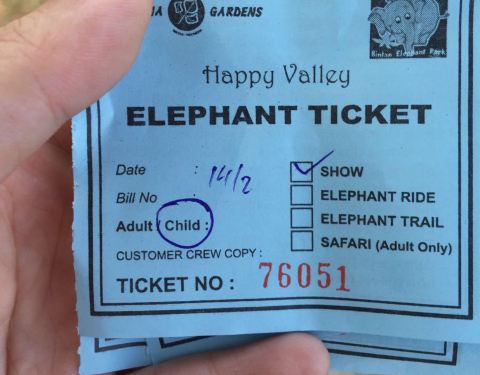 IA GARDENS
Bintan Elephant Park
Happy Valley
ELEPHANT TICKET
Date : 14/2
Bill No
Adult / Child :
CUSTOMER CREW COPY :
TICKET NO : 76051
SHOW
ELEPHANT RIDE
ELEPHANT TRAIL
SAFARI (Adult Only)